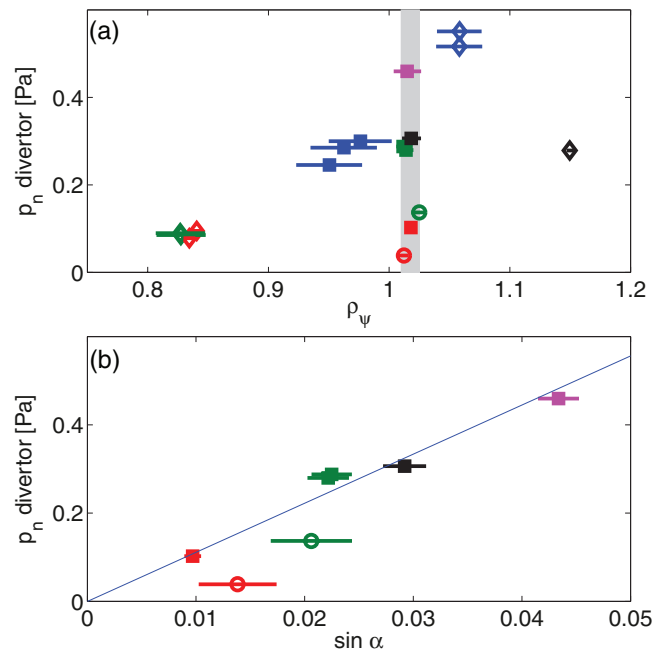 (a)
p_n divertor [Pa]
0.4
0.2
0
0.8 0.9 1 1.1 1.2
ρ_ψ
(b)
p_n divertor [Pa]
0.4
0.2
0
0 0.01 0.02 0.03 0.04 0.05
sin α